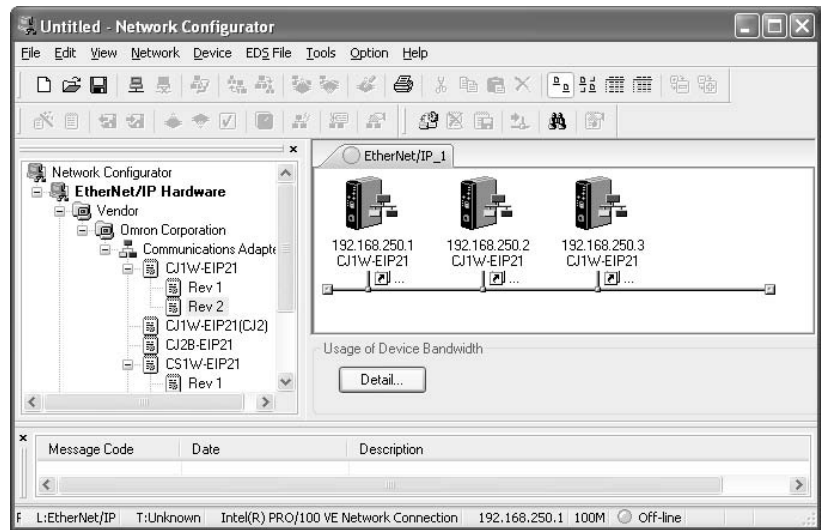 Untitled - Network Configurator
File Edit View Network Device EDS File Tools Option Help
EtherNet/IP_1
Network Configurator
EtherNet/IP Hardware
Vendor
Omron Corporation
Communications Adapte
CJ1W-EIP21
Rev 1
Rev 2
CJ1W-EIP21(CJ2)
CJ2B-EIP21
CS1W-EIP21
Rev 1
192.168.250.1 192.168.250.2 192.168.250.3
CJ1W-EIP21 CJ1W-EIP21 CJ1W-EIP21
... ... ...
Usage of Device Bandwidth
Detail...
Message Code Date Description
F L:EtherNet/IP T:Unknown Intel(R) PRO/100 VE Network Connection 192.168.250.1 100M Off-line